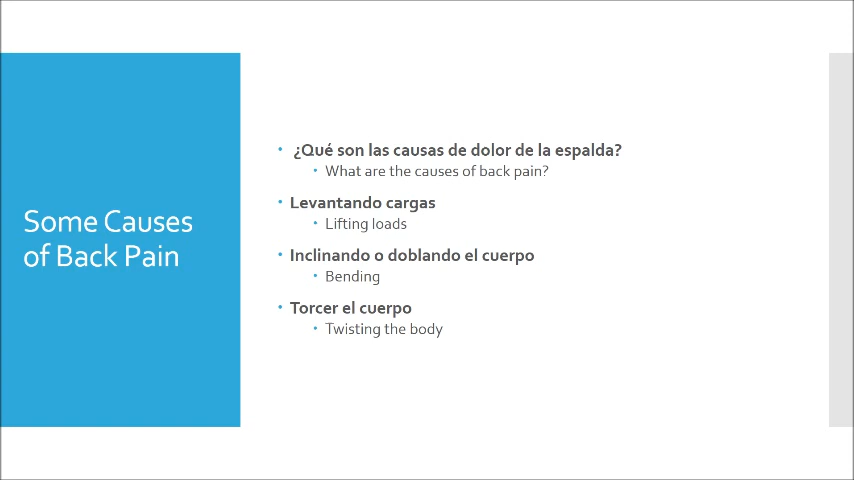 Some Causes
of Back Pain
¿Qué son las causas de dolor de la espalda?
What are the causes of back pain?
Levantando cargas
Lifting loads
Inclinando o doblando el cuerpo
Bending
Torcer el cuerpo
Twisting the body